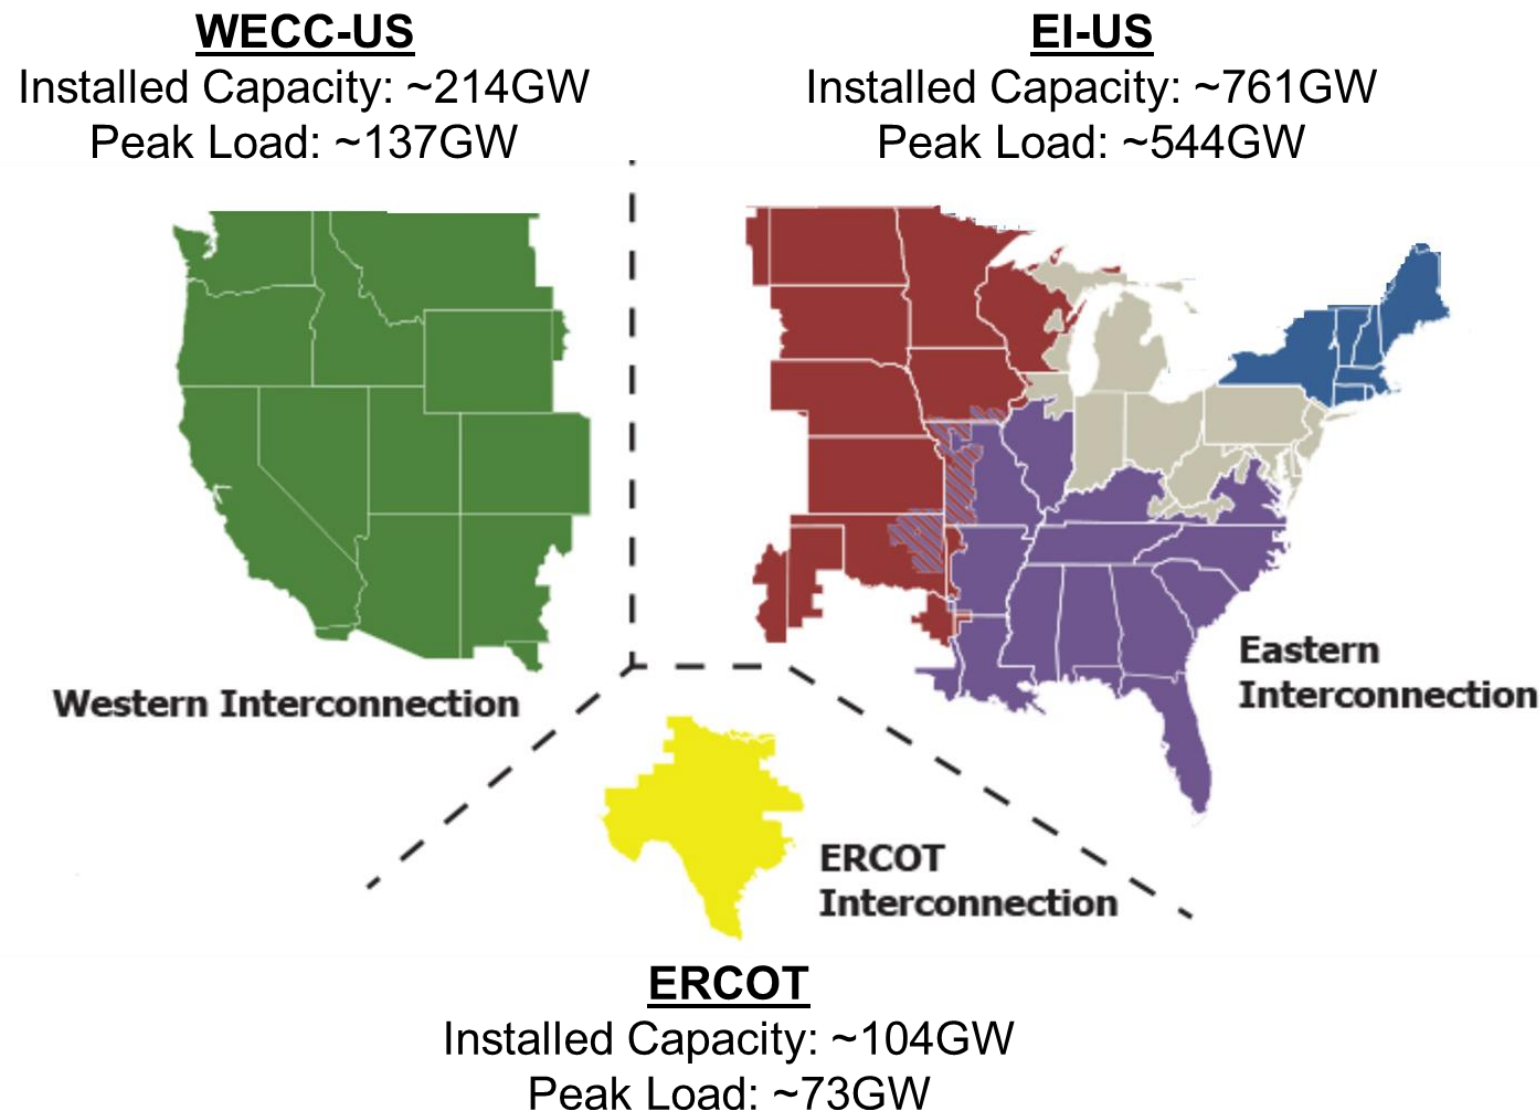 WECC-US
Installed Capacity: ~214GW
Peak Load: ~137GW
EI-US
Installed Capacity: ~761GW
Peak Load: ~544GW
Western Interconnection
Eastern
Interconnection
ERCOT
Interconnection
ERCOT
Installed Capacity: ~104GW
Peak Load: ~73GW